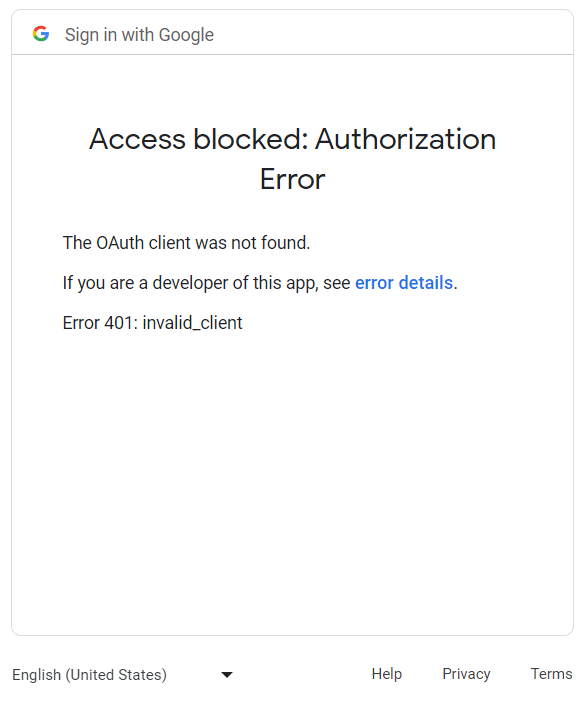 Sign in with Google
Access blocked: Authorization
Error
The OAuth client was not found.
If you are a developer of this app, see error details.
Error 401: invalid_client
English (United States)
Help
Privacy
Terms